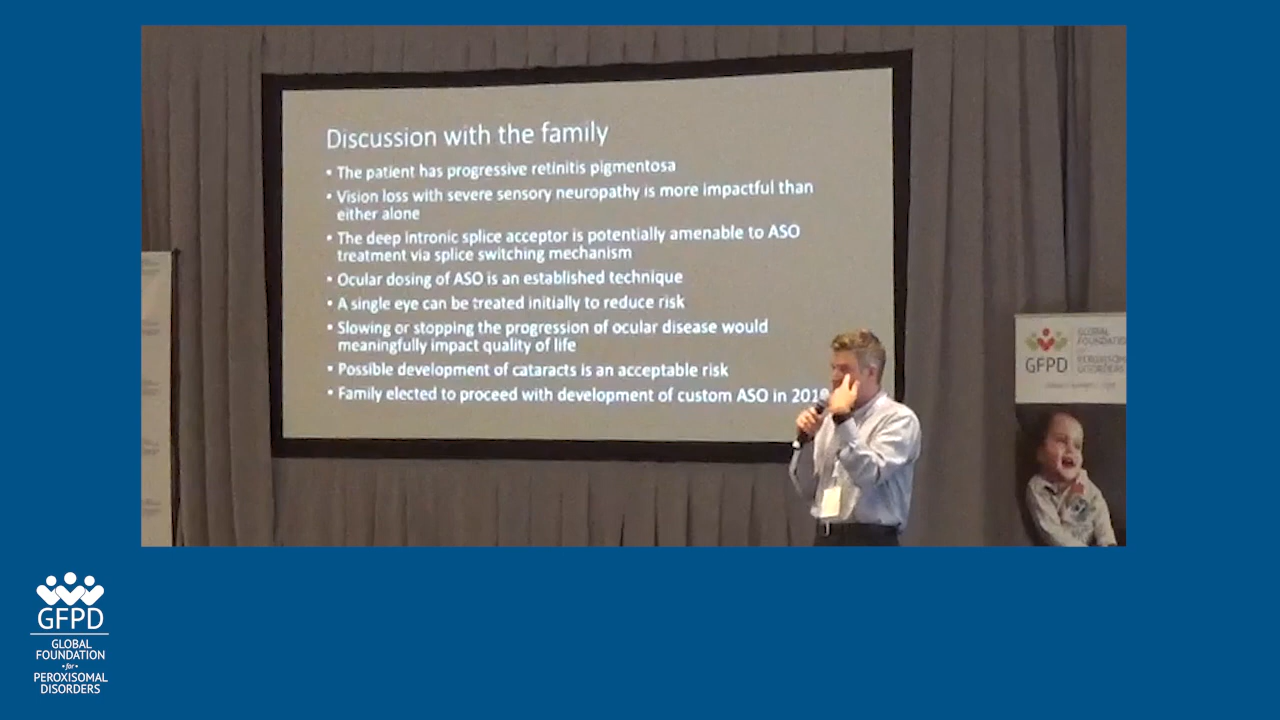 Discussion with the family
• The patient has progressive retinitis pigmentosa
• Vision loss with severe sensory neuropathy is more impactful than
either alone
• The deep intronic splice acceptor is potentially amenable to ASO
treatment via splice switching mechanism
• Ocular dosing of ASO is an established technique
• A single eye can be treated initially to reduce risk
• Slowing or stopping the progression of ocular disease would
meaningfully impact quality of life
• Possible development of cataracts is an acceptable risk
• Family elected to proceed with development of custom ASO in
GFPD
GLOBAL
FOUNDATION
PEROXISOMAL
DISORDERS
GFPD
GLOBAL
FOUNDATION
•for•
PEROXISOMAL
DISORDERS